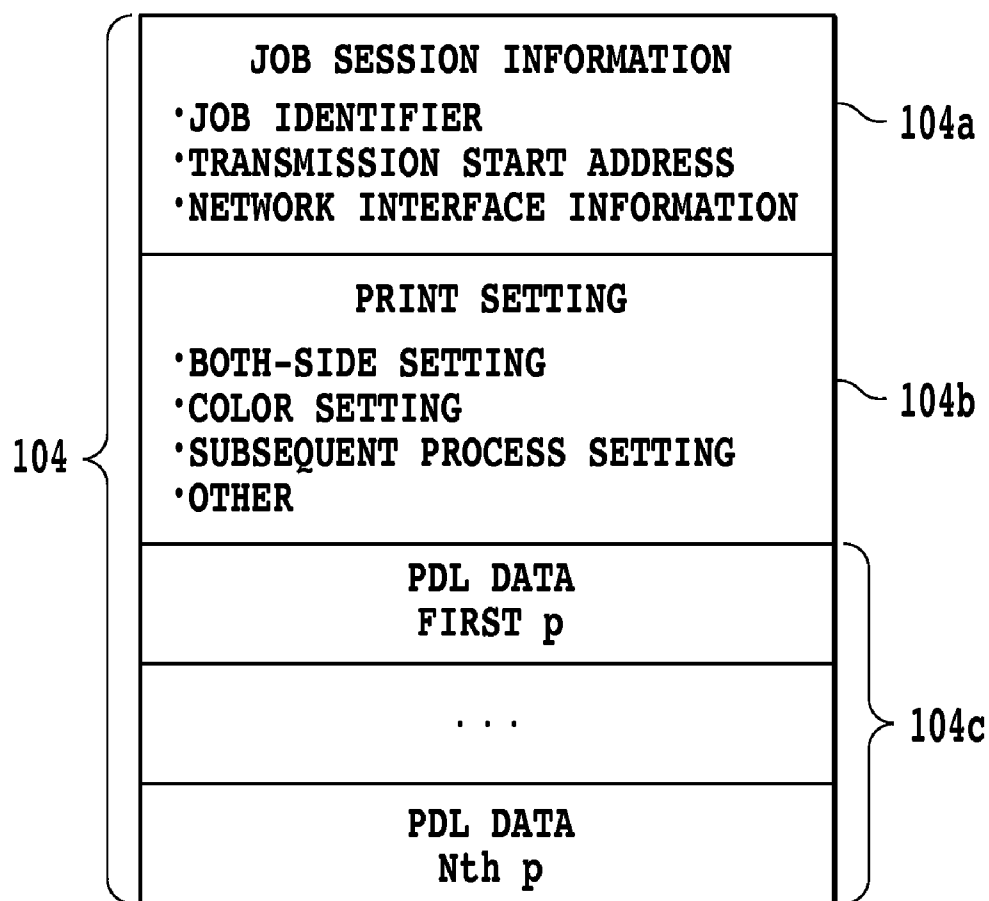 JOB SESSION INFORMATION
·JOB IDENTIFIER
·TRANSMISSION START ADDRESS
·NETWORK INTERFACE INFORMATION
104a
PRINT SETTING
·BOTH-SIDE SETTING
·COLOR SETTING
·SUBSEQUENT PROCESS SETTING
·OTHER
104b
104
PDL DATA
FIRST p
...
104c
PDL DATA
Nth p